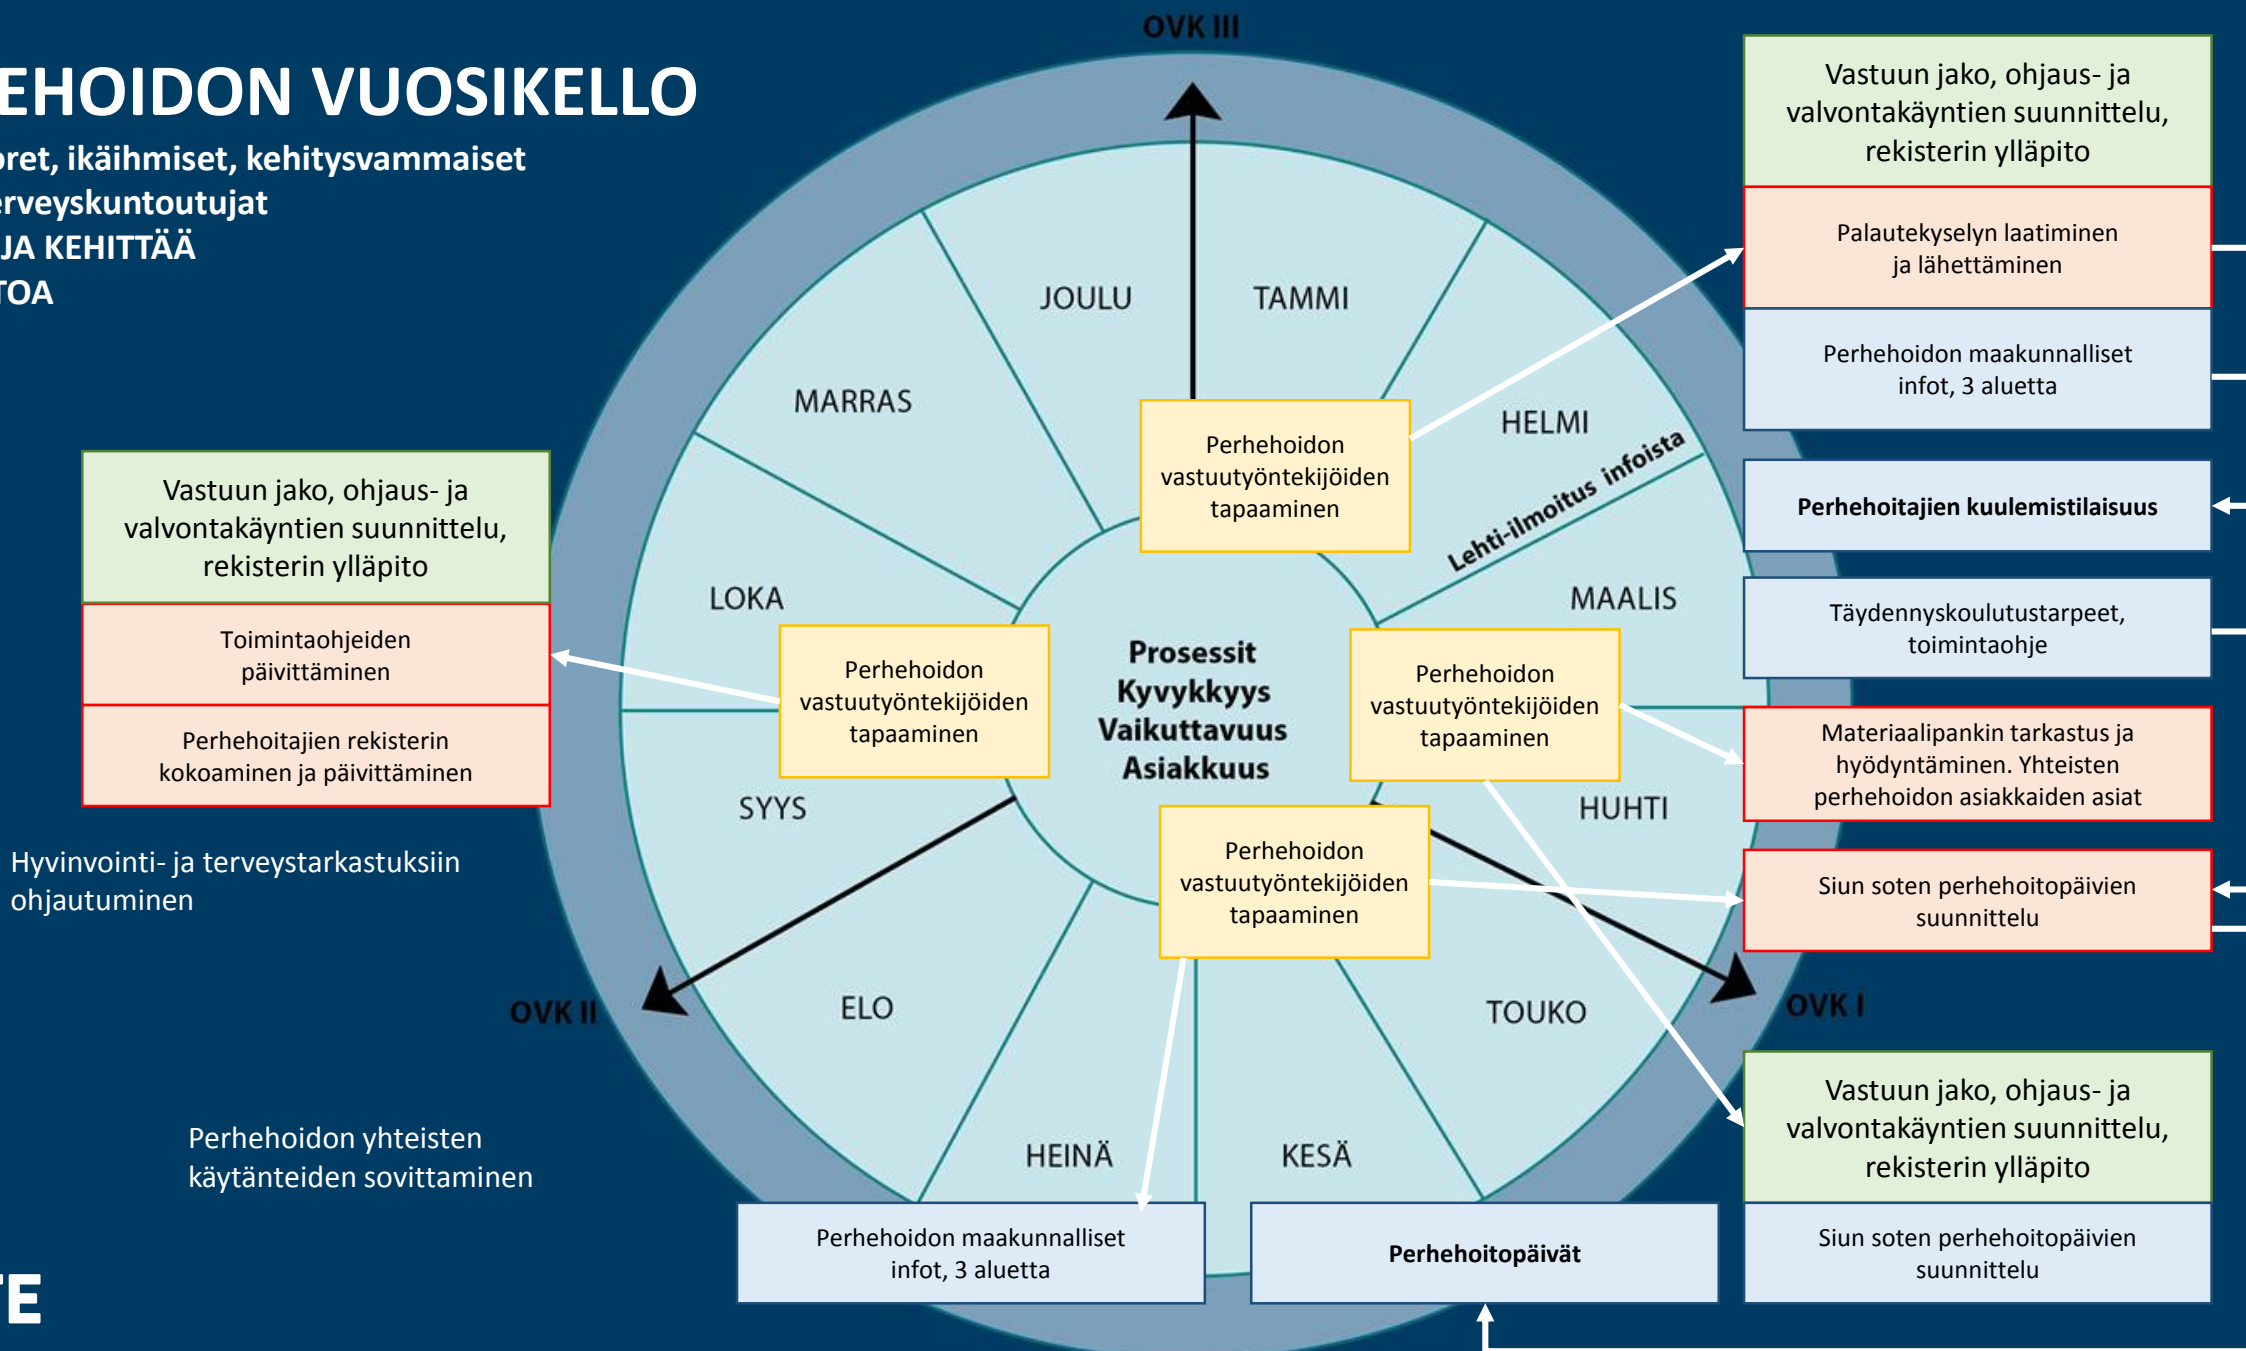 EHOIDON VUOSIKELLO
oret, ikäihmiset, kehitysvammaiset
erveyskuntoutujat
JA KEHITTÄÄ
TOA
OVK III
JOULU
TAMMI
HELMI
Lehti-ilmoitus infoista
MAALIS
HUHTI
TOUKO
KESÄ
HEINÄ
ELO
SYYS
LOKA
MARRAS
OVK I
OVK II
Prosessit
Kyvykkyys
Vaikuttavuus
Asiakkuus
Perhehoidon
vastuutyöntekijöiden
tapaaminen
Perhehoidon
vastuutyöntekijöiden
tapaaminen
Perhehoidon
vastuutyöntekijöiden
tapaaminen
Perhehoidon
vastuutyöntekijöiden
tapaaminen
Vastuun jako, ohjaus- ja
valvontakäyntien suunnittelu,
rekisterin ylläpito
Palautekyselyn laatiminen
ja lähettäminen
Perhehoidon maakunnalliset
infot, 3 aluetta
Perhehoitajien kuulemistilaisuus
Täydennyskoulutustarpeet,
toimintaohje
Materiaalipankin tarkastus ja
hyödyntäminen. Yhteisten
perhehoidon asiakkaiden asiat
Siun soten perhehoitopäivien
suunnittelu
Vastuun jako, ohjaus- ja
valvontakäyntien suunnittelu,
rekisterin ylläpito
Siun soten perhehoitopäivien
suunnittelu
Perhehoitopäivät
Perhehoidon maakunnalliset
infot, 3 aluetta
Vastuun jako, ohjaus- ja
valvontakäyntien suunnittelu,
rekisterin ylläpito
Toimintaohjeiden
päivittäminen
Perhehoitajien rekisterin
kokoaminen ja päivittäminen
Hyvinvointi- ja terveystarkastuksiin
ohjautuminen
Perhehoidon yhteisten
käytänteiden sovittaminen
TE